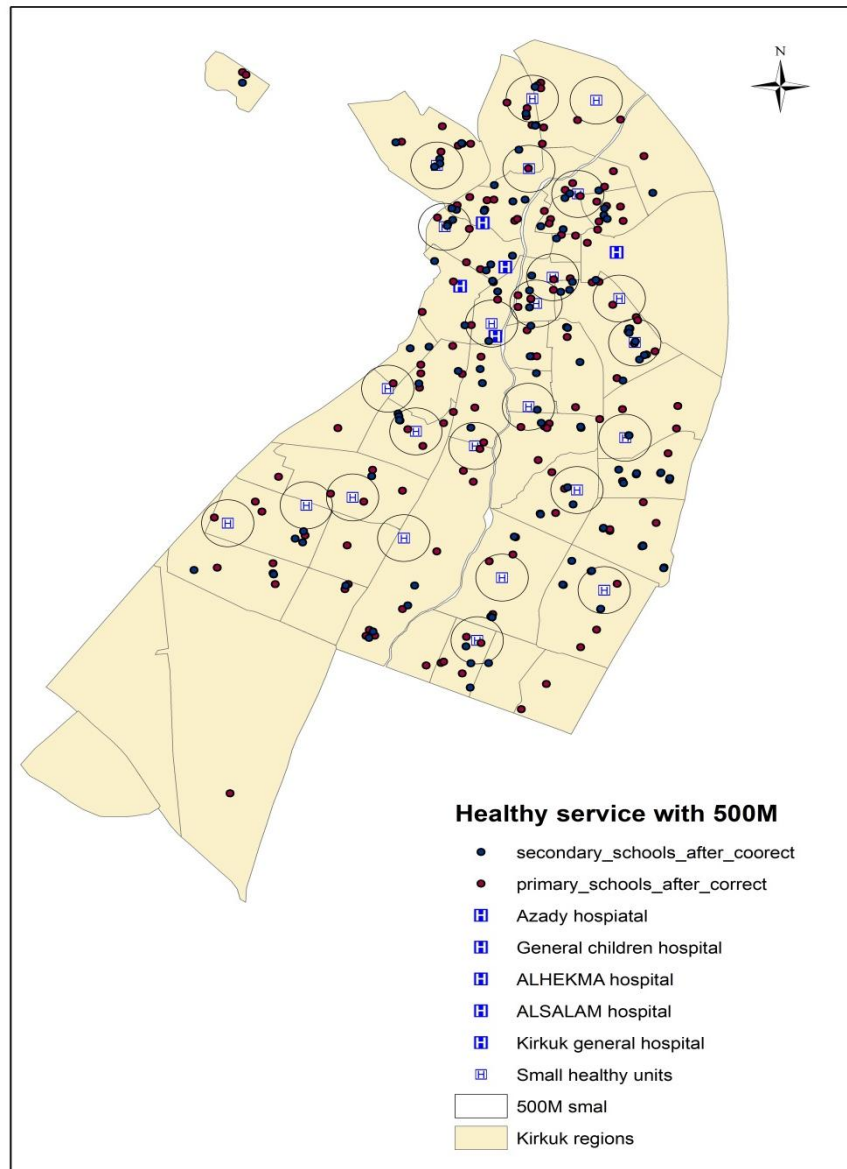 N
Healthy service with 500M
secondary_schools_after_coorect
primary_schools_after_correct
Azady hospiatal
General children hospital
ALHEKMA hospital
ALSALAM hospital
Kirkuk general hospital
Small healthy units
500M smal
Kirkuk regions